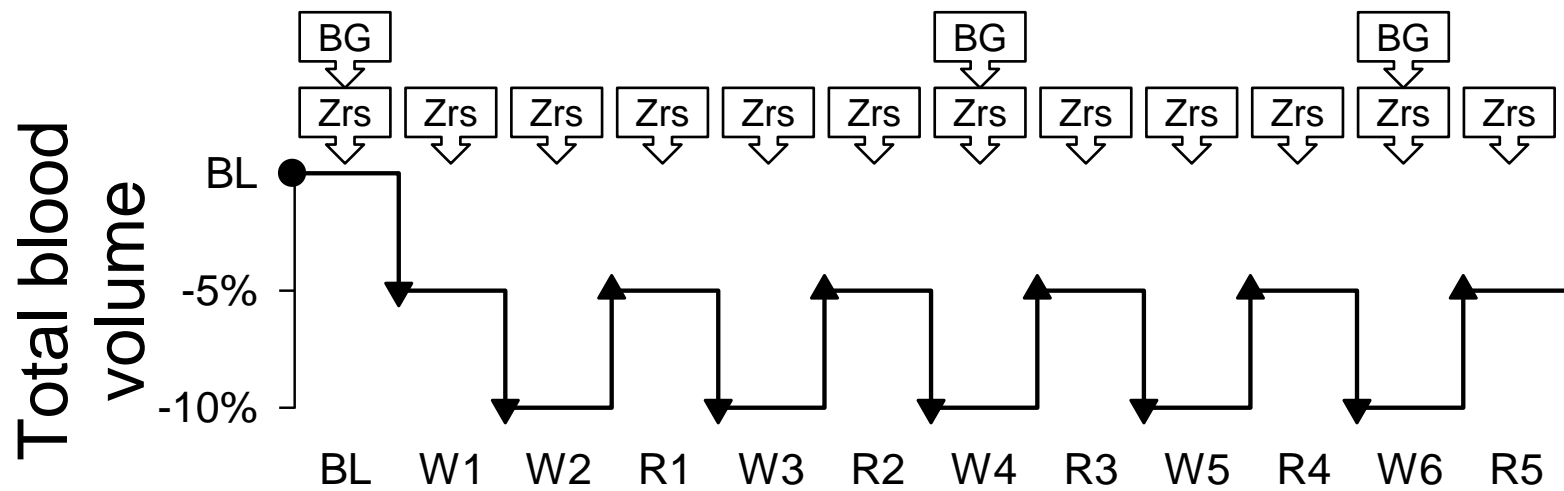 BG BG BG
Zrs Zrs Zrs Zrs Zrs Zrs Zrs Zrs Zrs Zrs Zrs Zrs
Total blood
volume
BL
-5%
-10%
BL W1 W2 R1 W3 R2 W4 R3 W5 R4 W6 R5